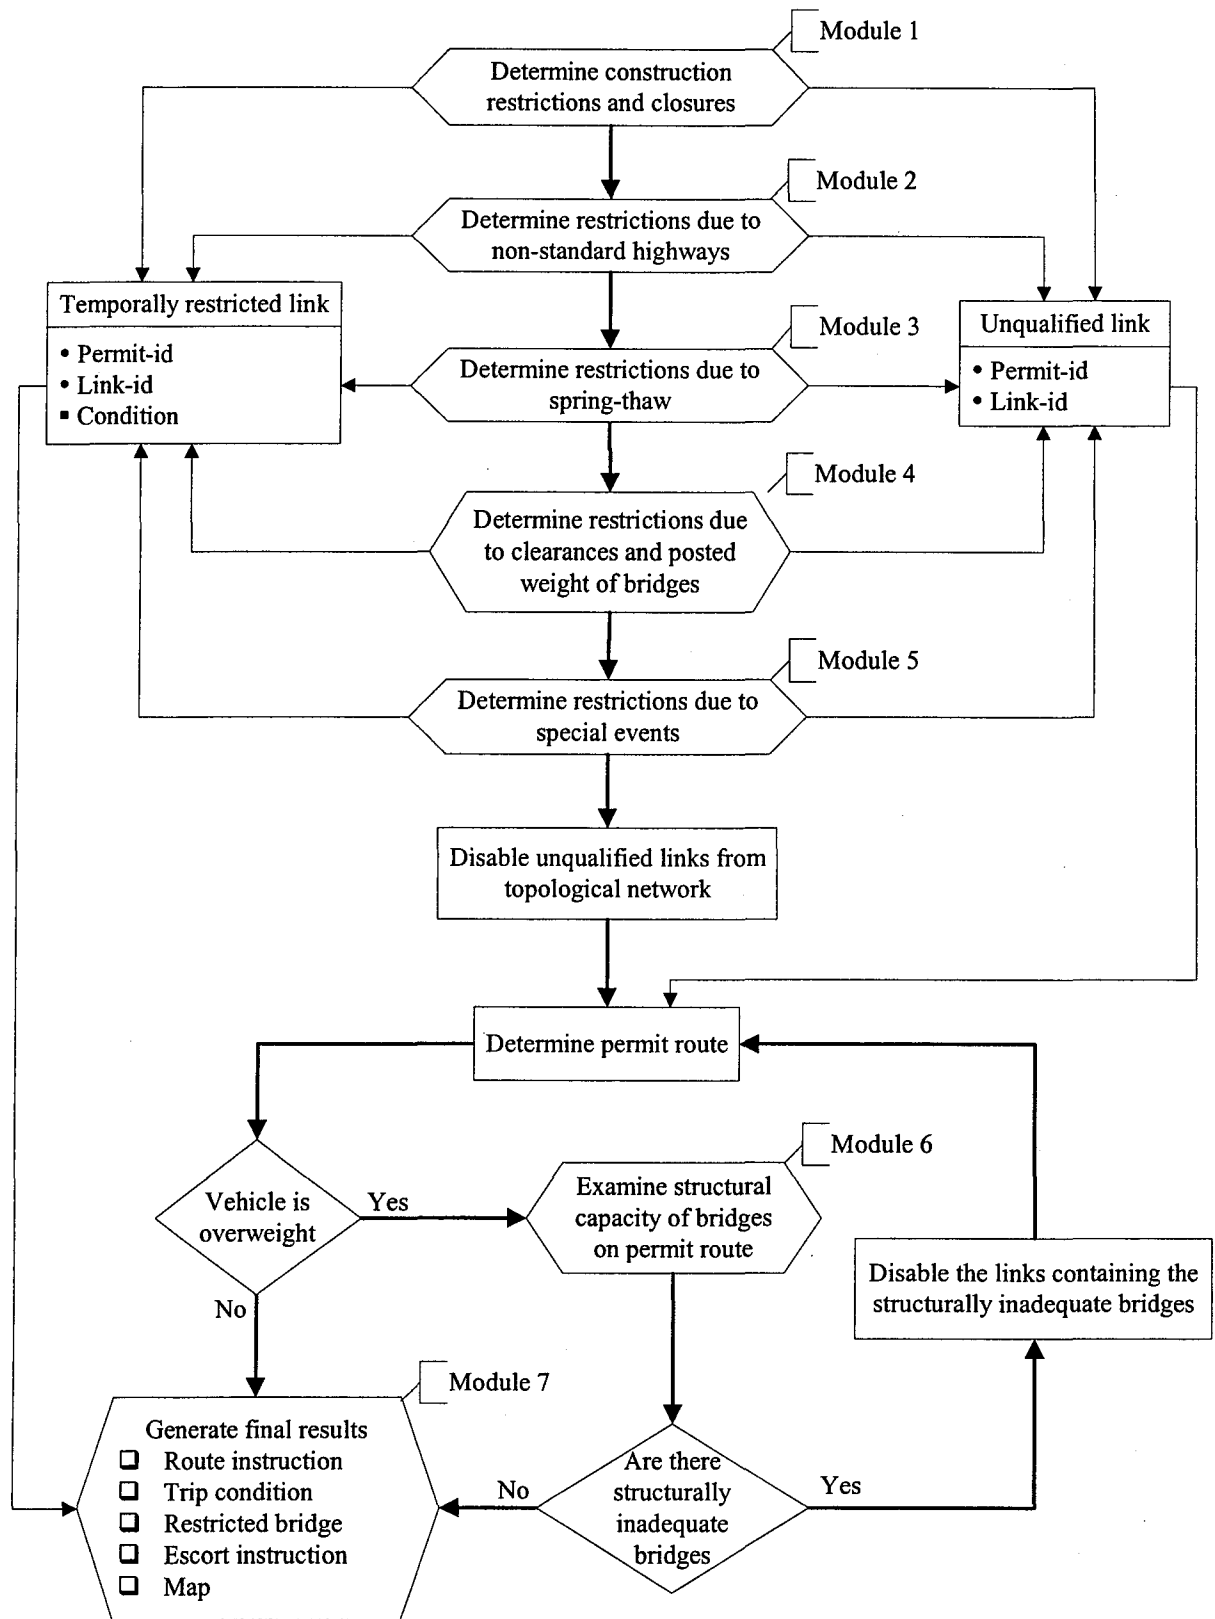 Module 1
Determine construction
restrictions and closures
Module 2
Determine restrictions due to
non-standard highways
Temporally restricted link
• Permit-id
• Link-id
▪ Condition
Module 3
Determine restrictions due to
spring-thaw
Unqualified link
• Permit-id
• Link-id
Module 4
Determine restrictions due
to clearances and posted
weight of bridges
Module 5
Determine restrictions due to
special events
Disable unqualified links from
topological network
Determine permit route
Vehicle is
overweight
Yes
No
Module 6
Examine structural
capacity of bridges
on permit route
Disable the links containing the
structurally inadequate bridges
Module 7
Generate final results
❏ Route instruction
❏ Trip condition
❏ Restricted bridge
❏ Escort instruction
❏ Map
No
Are there
structurally
inadequate
bridges
Yes